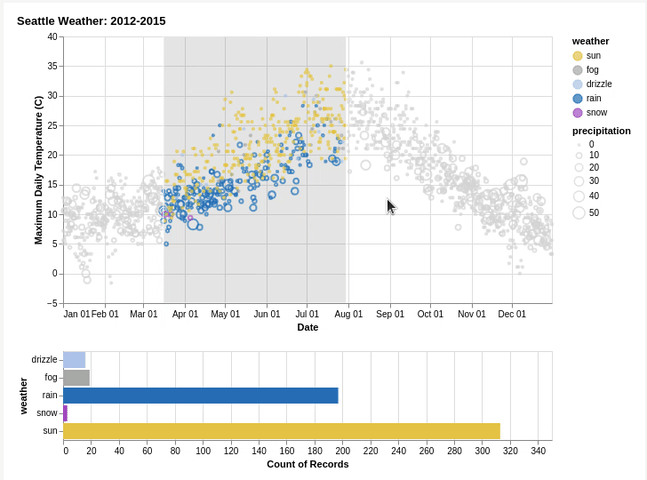 Seattle Weather: 2012-2015
40
35
30
25
20
15
10
5
0
−5
Maximum Daily Temperature (C)
Jan 01 Feb 01 Mar 01 Apr 01 May 01 Jun 01 Jul 01 Aug 01 Sep 01 Oct 01 Nov 01 Dec 01
Date
weather
sun
fog
drizzle
rain
snow
precipitation
0
10
20
30
40
50
weather
drizzle
fog
rain
snow
sun
0 20 40 60 80 100 120 140 160 180 200 220 240 260 280 300 320 340
Count of Records